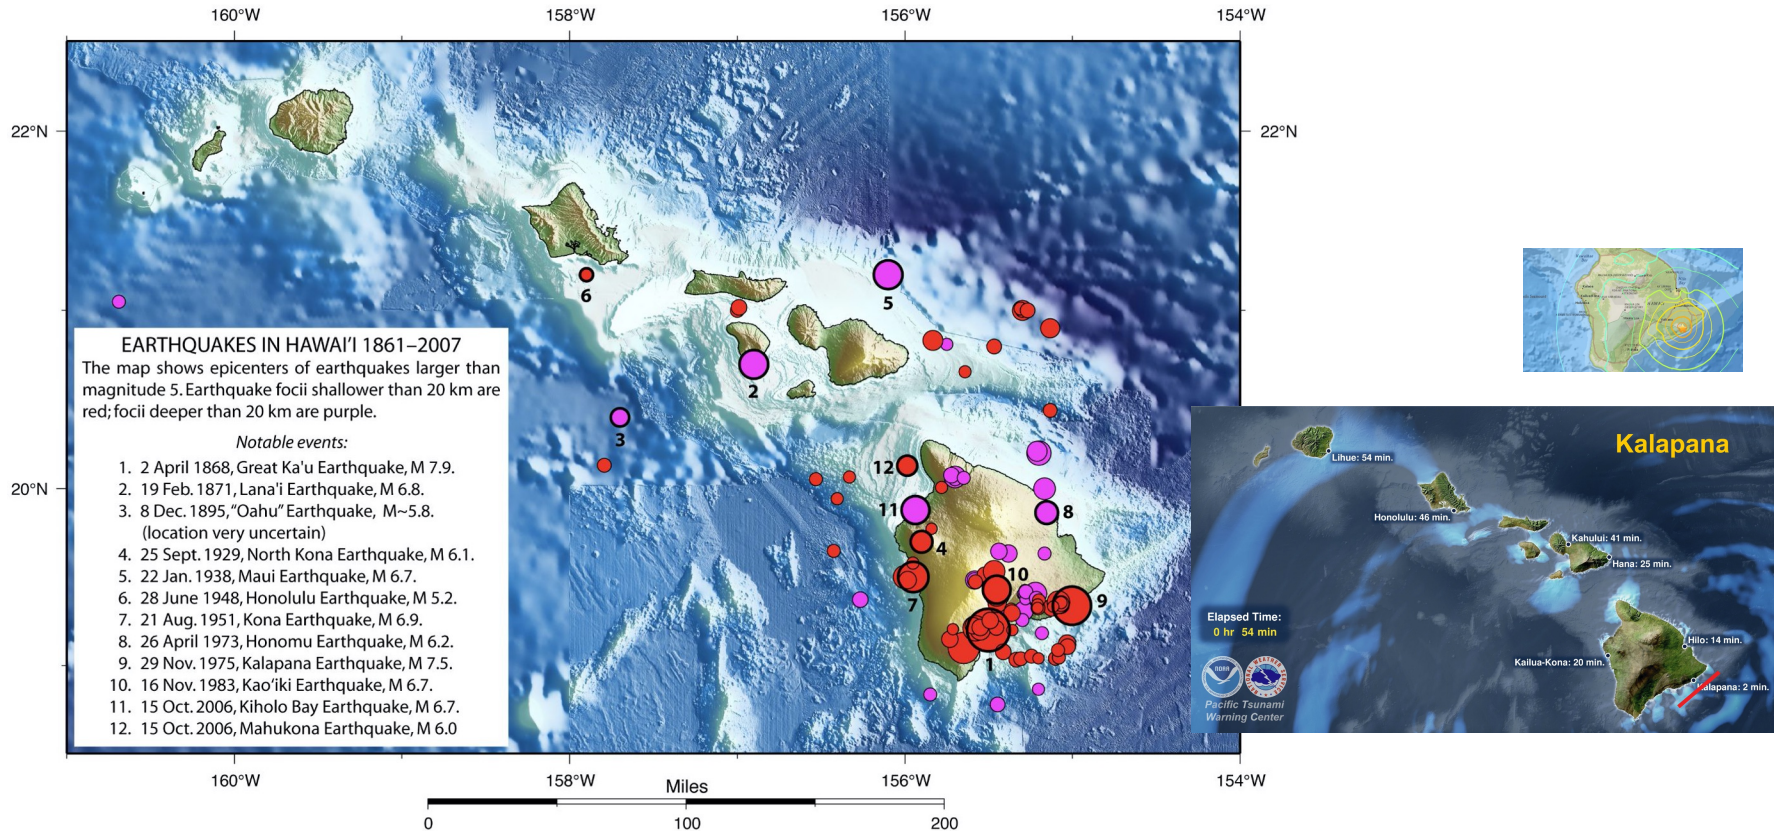 160°W 158°W 156°W 154°W
22°N 22°N
6
5
EARTHQUAKES IN HAWAI'I 1861–2007
The map shows epicenters of earthquakes larger than
magnitude 5. Earthquake focii shallower than 20 km are
red; focii deeper than 20 km are purple.
Notable events:
1. 2 April 1868, Great Ka'u Earthquake, M 7.9.
2. 19 Feb. 1871, Lana'i Earthquake, M 6.8.
3. 8 Dec. 1895, "Oahu" Earthquake, M~5.8.
(location very uncertain)
4. 25 Sept. 1929, North Kona Earthquake, M 6.1.
5. 22 Jan. 1938, Maui Earthquake, M 6.7.
6. 28 June 1948, Honolulu Earthquake, M 5.2.
7. 21 Aug. 1951, Kona Earthquake, M 6.9.
8. 26 April 1973, Honomu Earthquake, M 6.2.
9. 29 Nov. 1975, Kalapana Earthquake, M 7.5.
10. 16 Nov. 1983, Kaoʻiki Earthquake, M 6.7.
11. 15 Oct. 2006, Kiholo Bay Earthquake, M 6.7.
12. 15 Oct. 2006, Mahukona Earthquake, M 6.0
2
3
12
20°N
11
8
4
10
7
9
1
160°W 158°W 156°W 154°W
Miles
0 100 200
Kalapana
Lihue: 54 min.
Honolulu: 46 min.
Kahului: 41 min.
Hana: 25 min.
Elapsed Time:
0 hr 54 min
Hilo: 14 min.
Kailua-Kona: 20 min.
Kalapana: 2 min.
NOAA
Pacific Tsunami
Warning Center